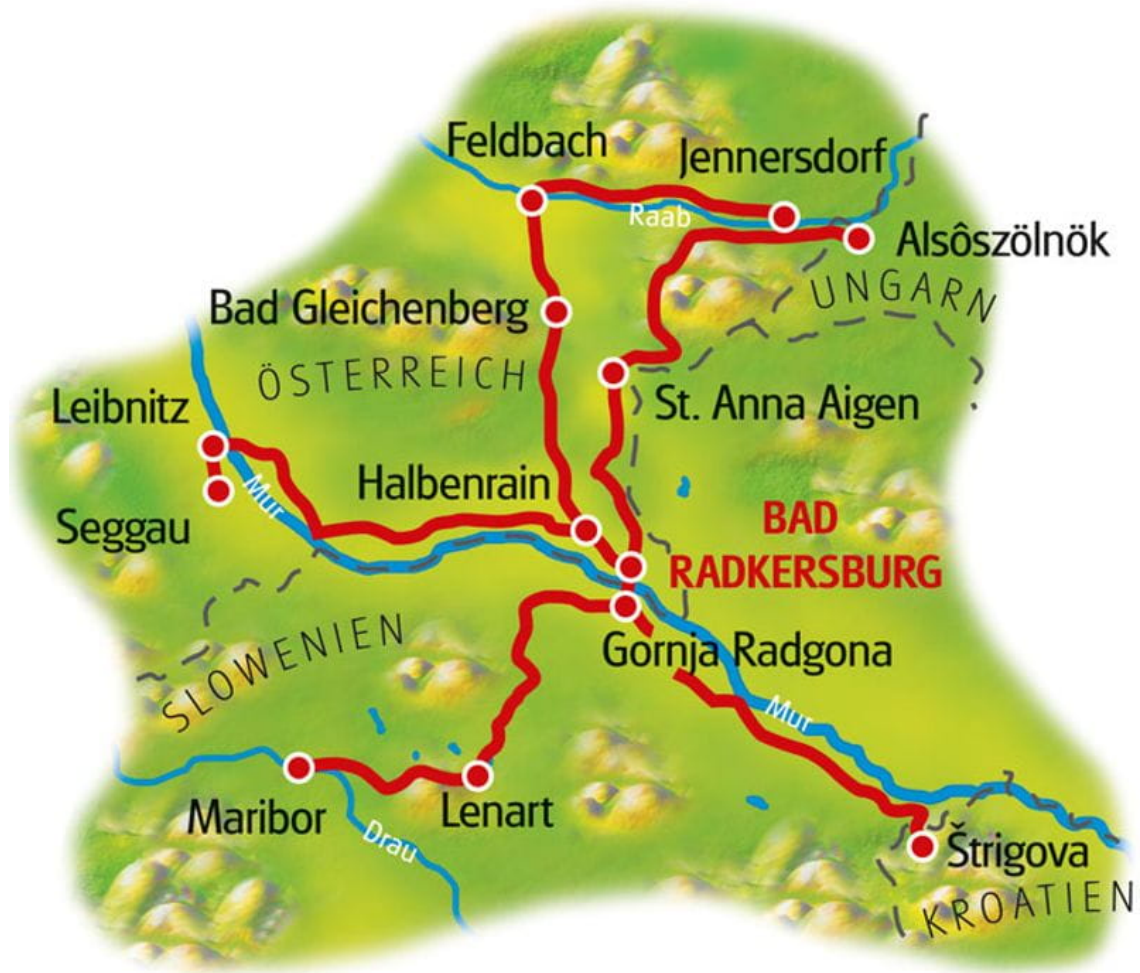 Feldbach
Jennersdorf
Raab
Alsôszölnök
UNGARN
Bad Gleichenberg
ÖSTERREICH
St. Anna Aigen
Leibnitz
Halbenrain
Mur
Seggau
BAD
RADKERSBURG
SLOWENIEN
Gornja Radgona
Mur
Maribor
Lenart
Drau
Štrigova
KROATIEN